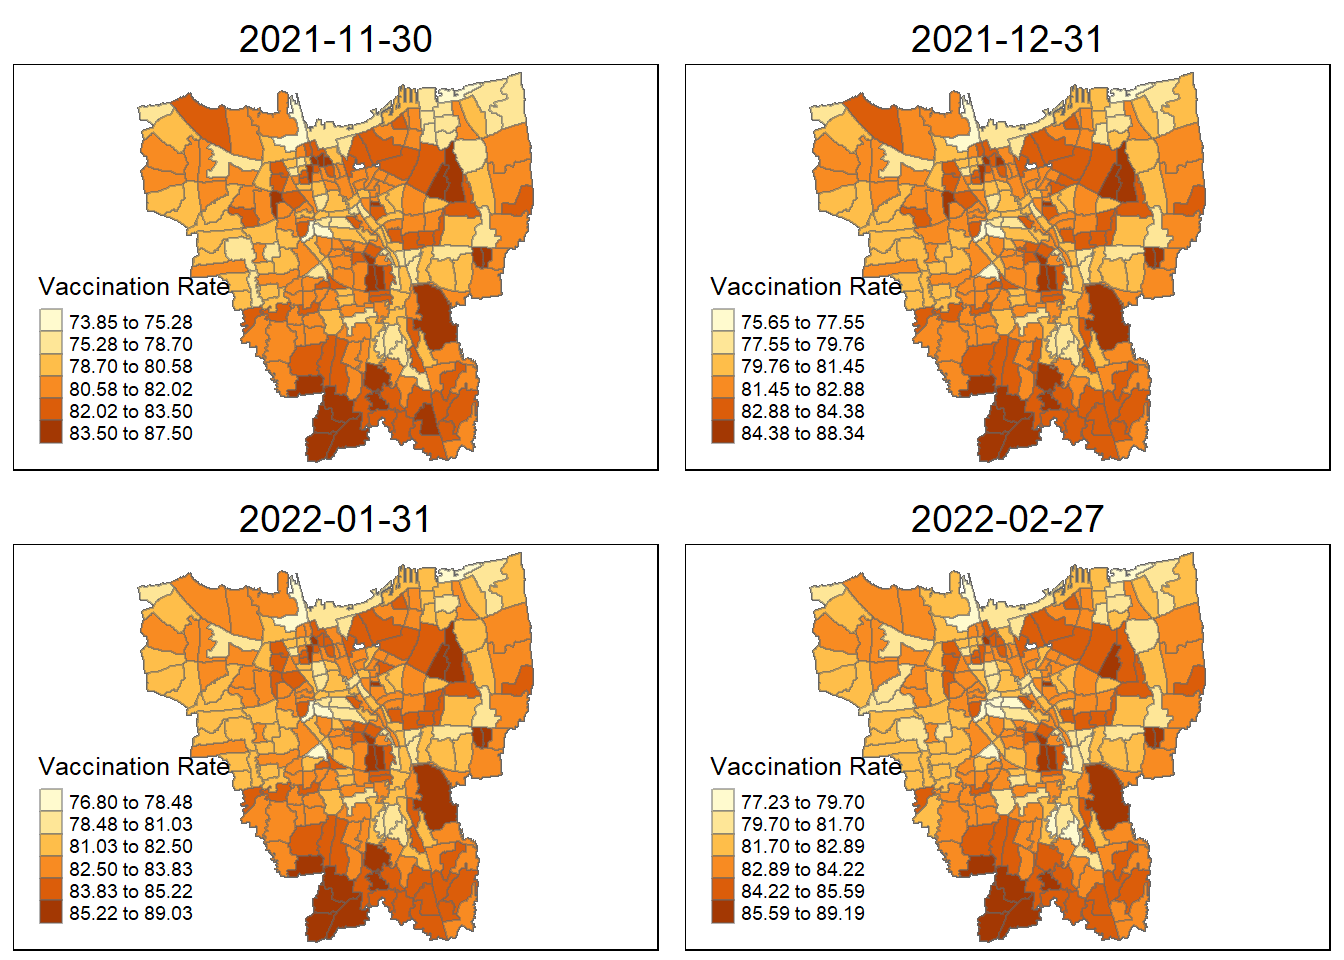 2021-11-30
Vaccination Rate
73.85 to 75.28
75.28 to 78.70
78.70 to 80.58
80.58 to 82.02
82.02 to 83.50
83.50 to 87.50
2021-12-31
Vaccination Rate
75.65 to 77.55
77.55 to 79.76
79.76 to 81.45
81.45 to 82.88
82.88 to 84.38
84.38 to 88.34
2022-01-31
Vaccination Rate
76.80 to 78.48
78.48 to 81.03
81.03 to 82.50
82.50 to 83.83
83.83 to 85.22
85.22 to 89.03
2022-02-27
Vaccination Rate
77.23 to 79.70
79.70 to 81.70
81.70 to 82.89
82.89 to 84.22
84.22 to 85.59
85.59 to 89.19